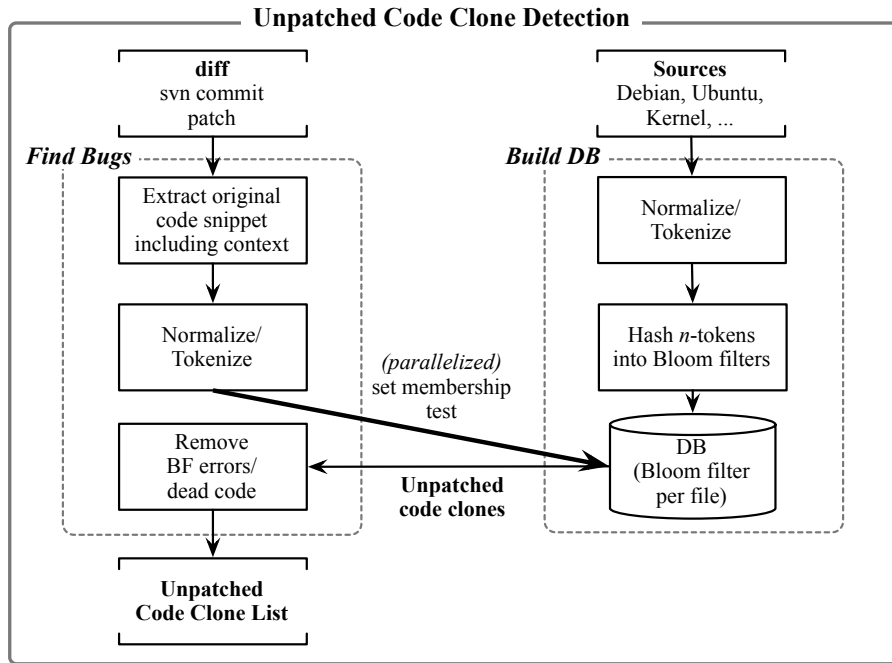 Unpatched Code Clone Detection
diff
svn commit
patch
Find Bugs
Extract original
code snippet
including context
Normalize/
Tokenize
(parallelized)
set membership
test
Remove
BF errors/
dead code
Unpatched
code clones
Unpatched
Code Clone List
Sources
Debian, Ubuntu,
Kernel, ...
Build DB
Normalize/
Tokenize
Hash n-tokens
into Bloom filters
DB
(Bloom filter
per file)